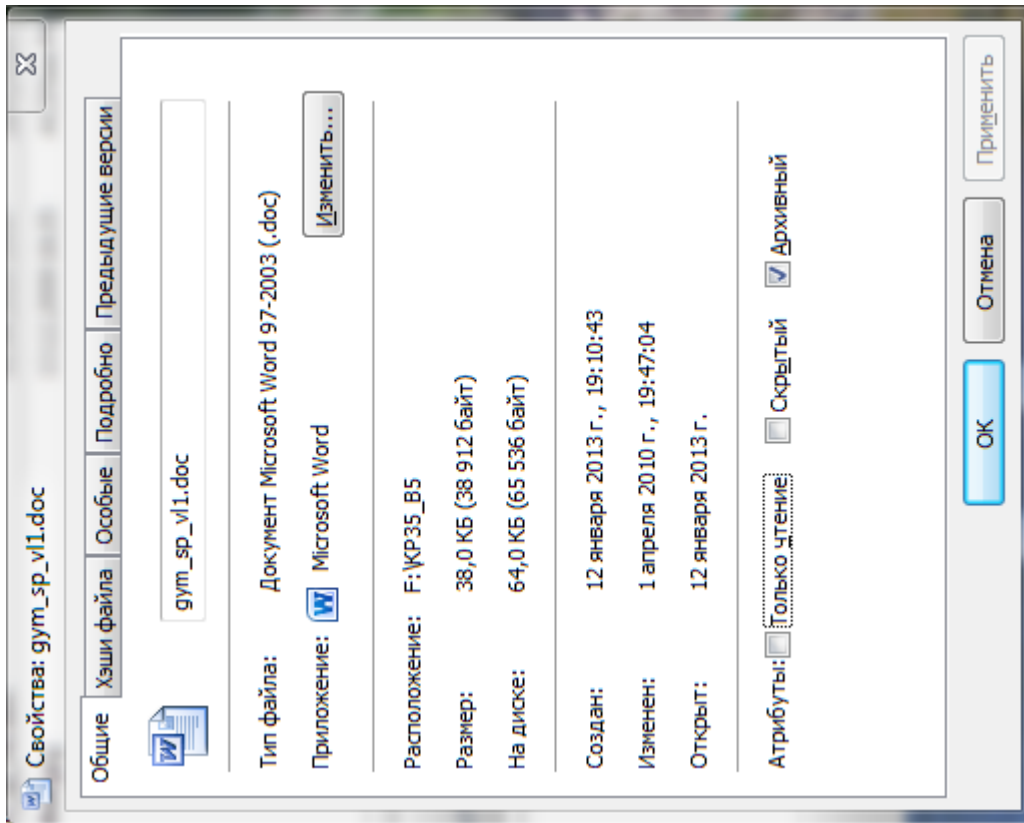 Свойства: gym_sp_vl1.doc
Общие Хэши файла Особые Подробно Предыдущие версии
gym_sp_vl1.doc
Тип файла: Документ Microsoft Word 97-2003 (.doc)
Приложение: Microsoft Word Изменить...
Расположение: F:\KP35_B5
Размер: 38,0 КБ (38 912 байт)
На диске: 64,0 КБ (65 536 байт)
Создан: 12 января 2013 г., 19:10:43
Изменен: 1 апреля 2010 г., 19:47:04
Открыт: 12 января 2013 г.
Атрибуты: Только чтение Скрытый Архивный
ОК Отмена Применить